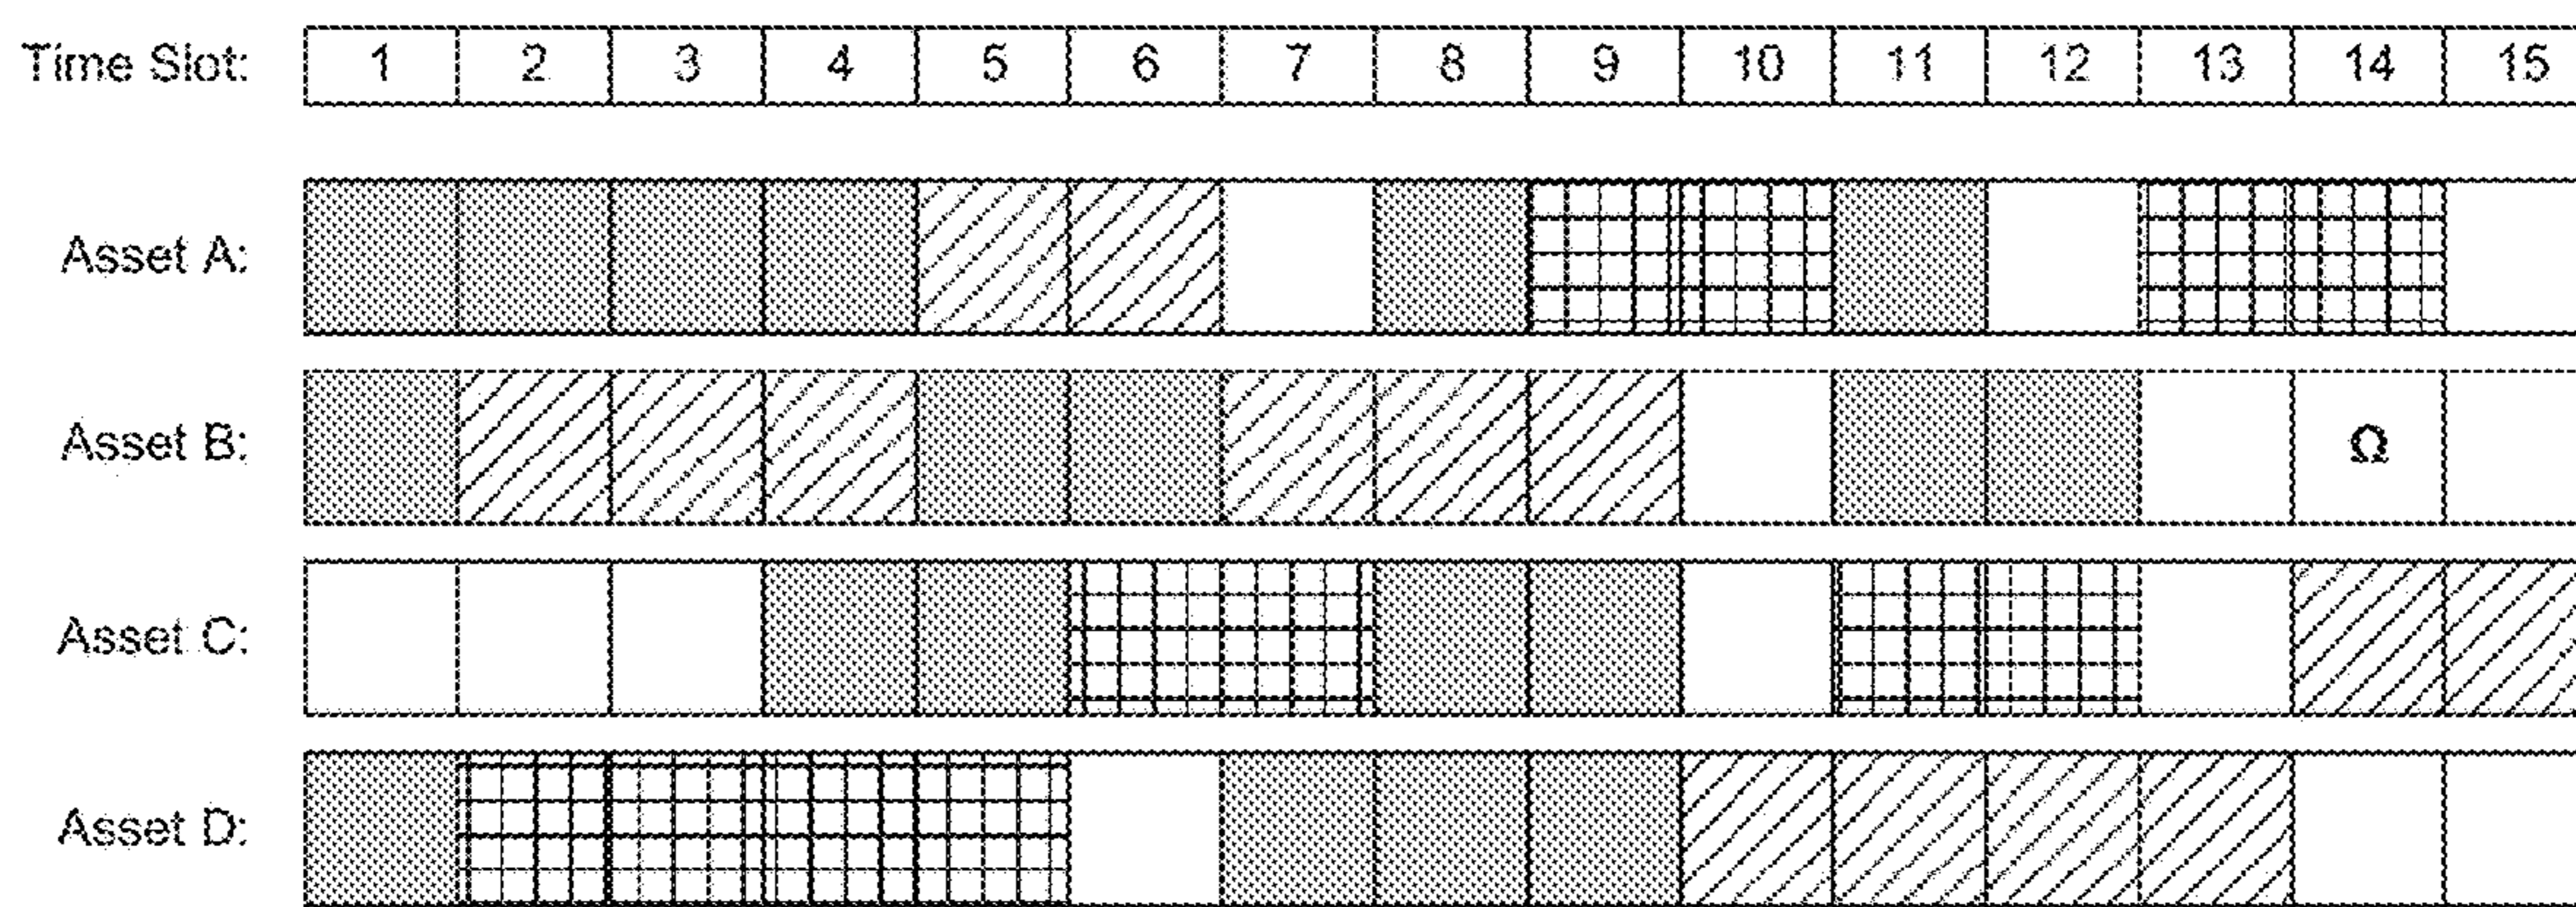 Time Slot: 1 2 3 4 5 6 7 8 9 10 11 12 13 14 15
Asset A:
Asset B: Ω
Asset C:
Asset D: